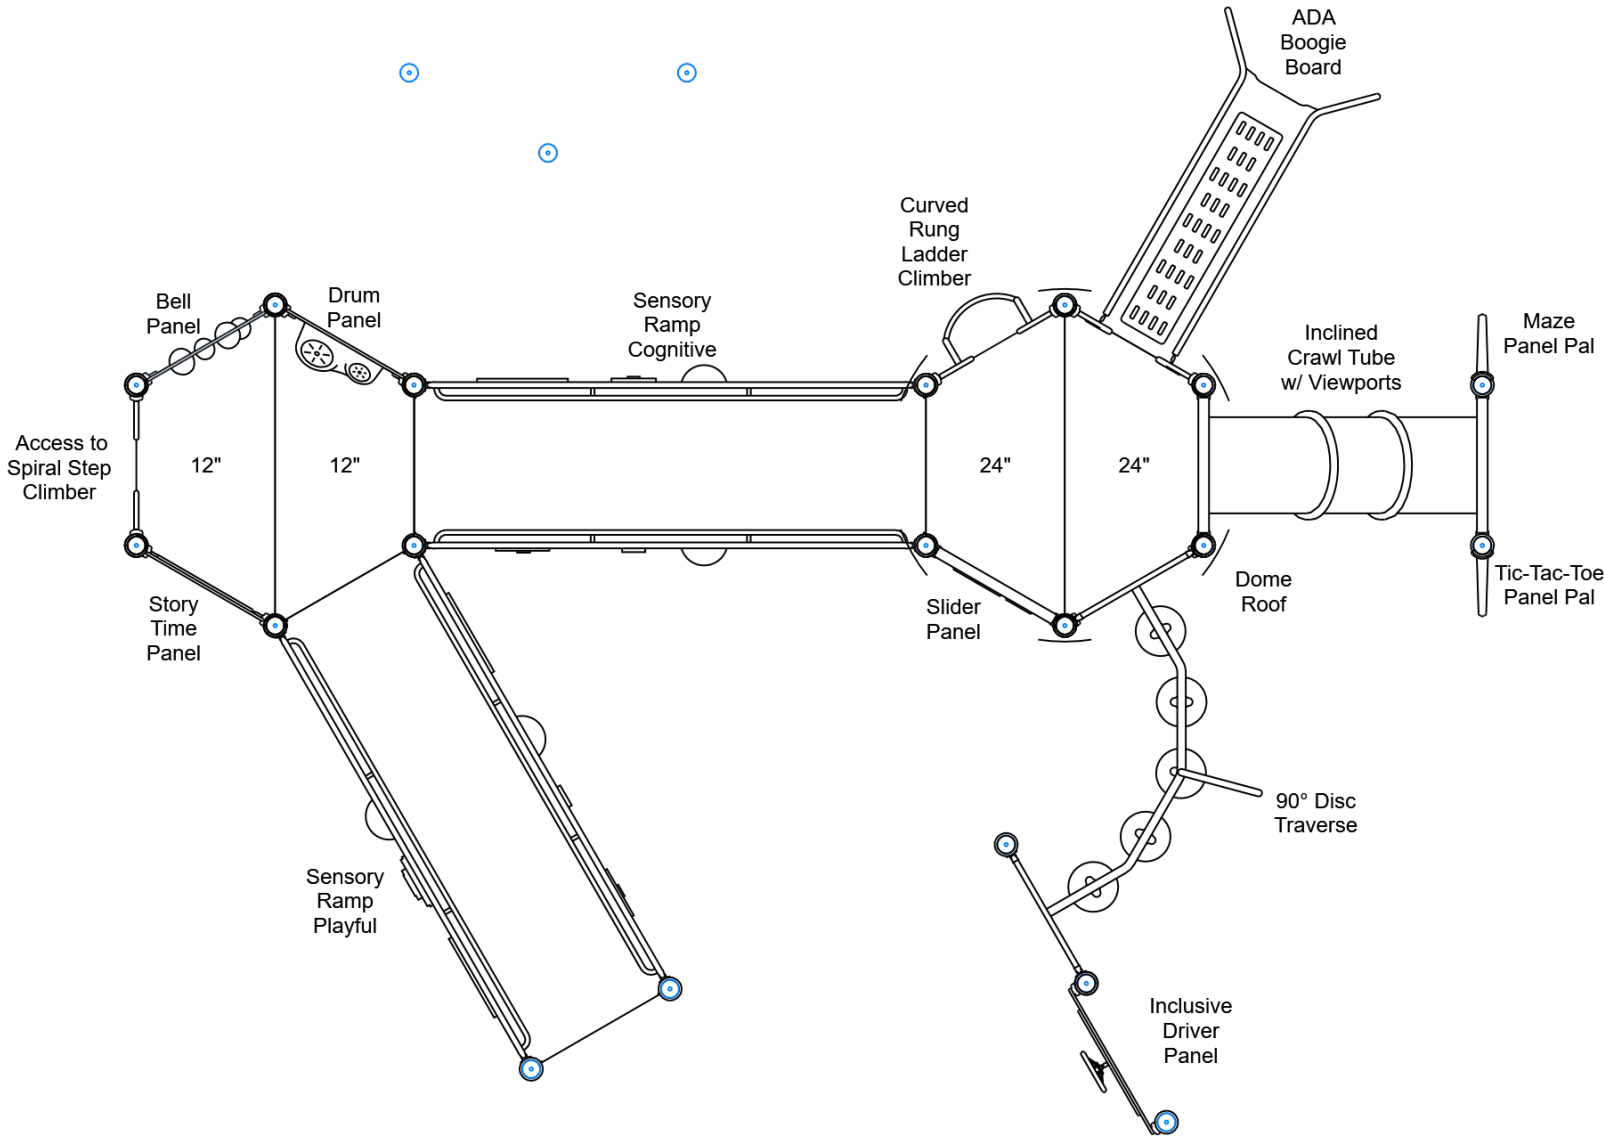 ADA
Boogie
Board
Curved
Rung
Ladder
Climber
Bell
Panel
Drum
Panel
Sensory
Ramp
Cognitive
Inclined
Crawl Tube
w/ Viewports
Maze
Panel Pal
Access to
Spiral Step
Climber
12"
12"
24"
24"
Story
Time
Panel
Slider
Panel
Dome
Roof
Tic-Tac-Toe
Panel Pal
90° Disc
Traverse
Sensory
Ramp
Playful
Inclusive
Driver
Panel